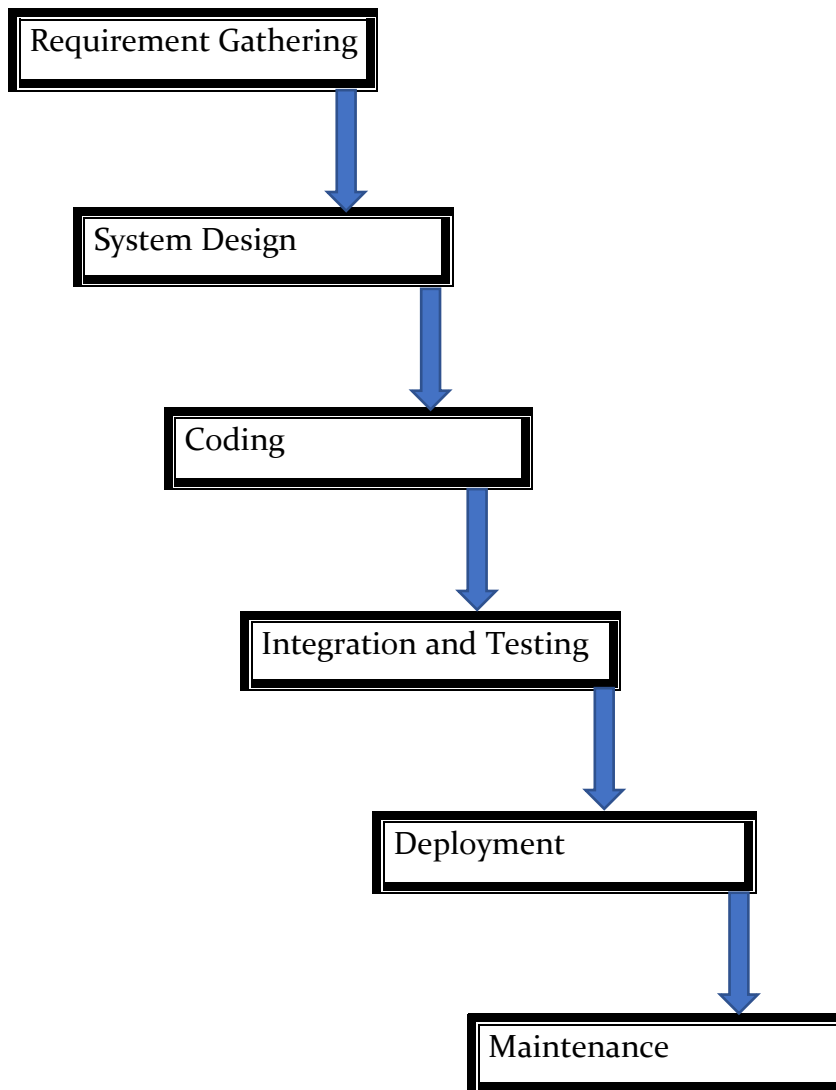 Requirement Gathering
System Design
Coding
Integration and Testing
Deployment
Maintenance